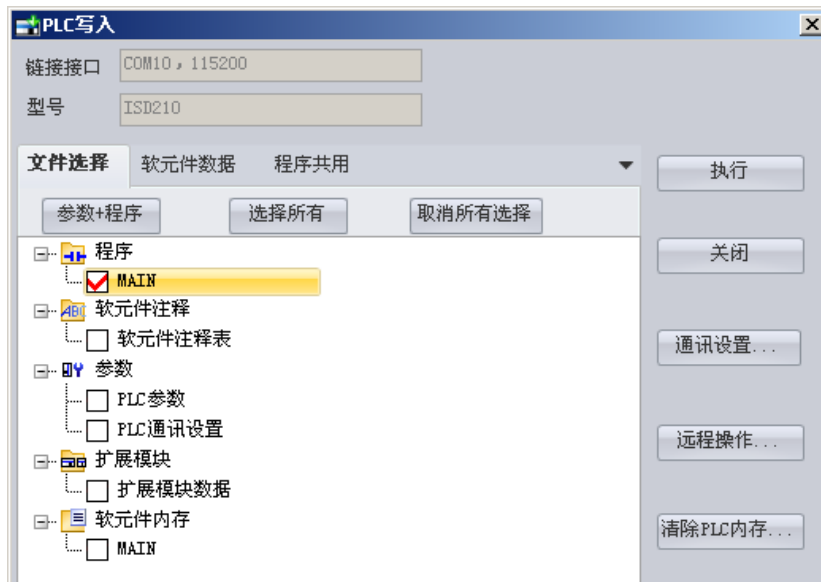 PLC写入
链接接口 COM10，115200
型号 ISD210
文件选择 软元件数据 程序共用
执行
参数+程序 选择所有 取消所有选择
程序
关闭
MAIN
软元件注释
软元件注释表
通讯设置...
参数
PLC参数
PLC通讯设置
远程操作...
扩展模块
扩展模块数据
软元件内存
清除PLC内存...
MAIN